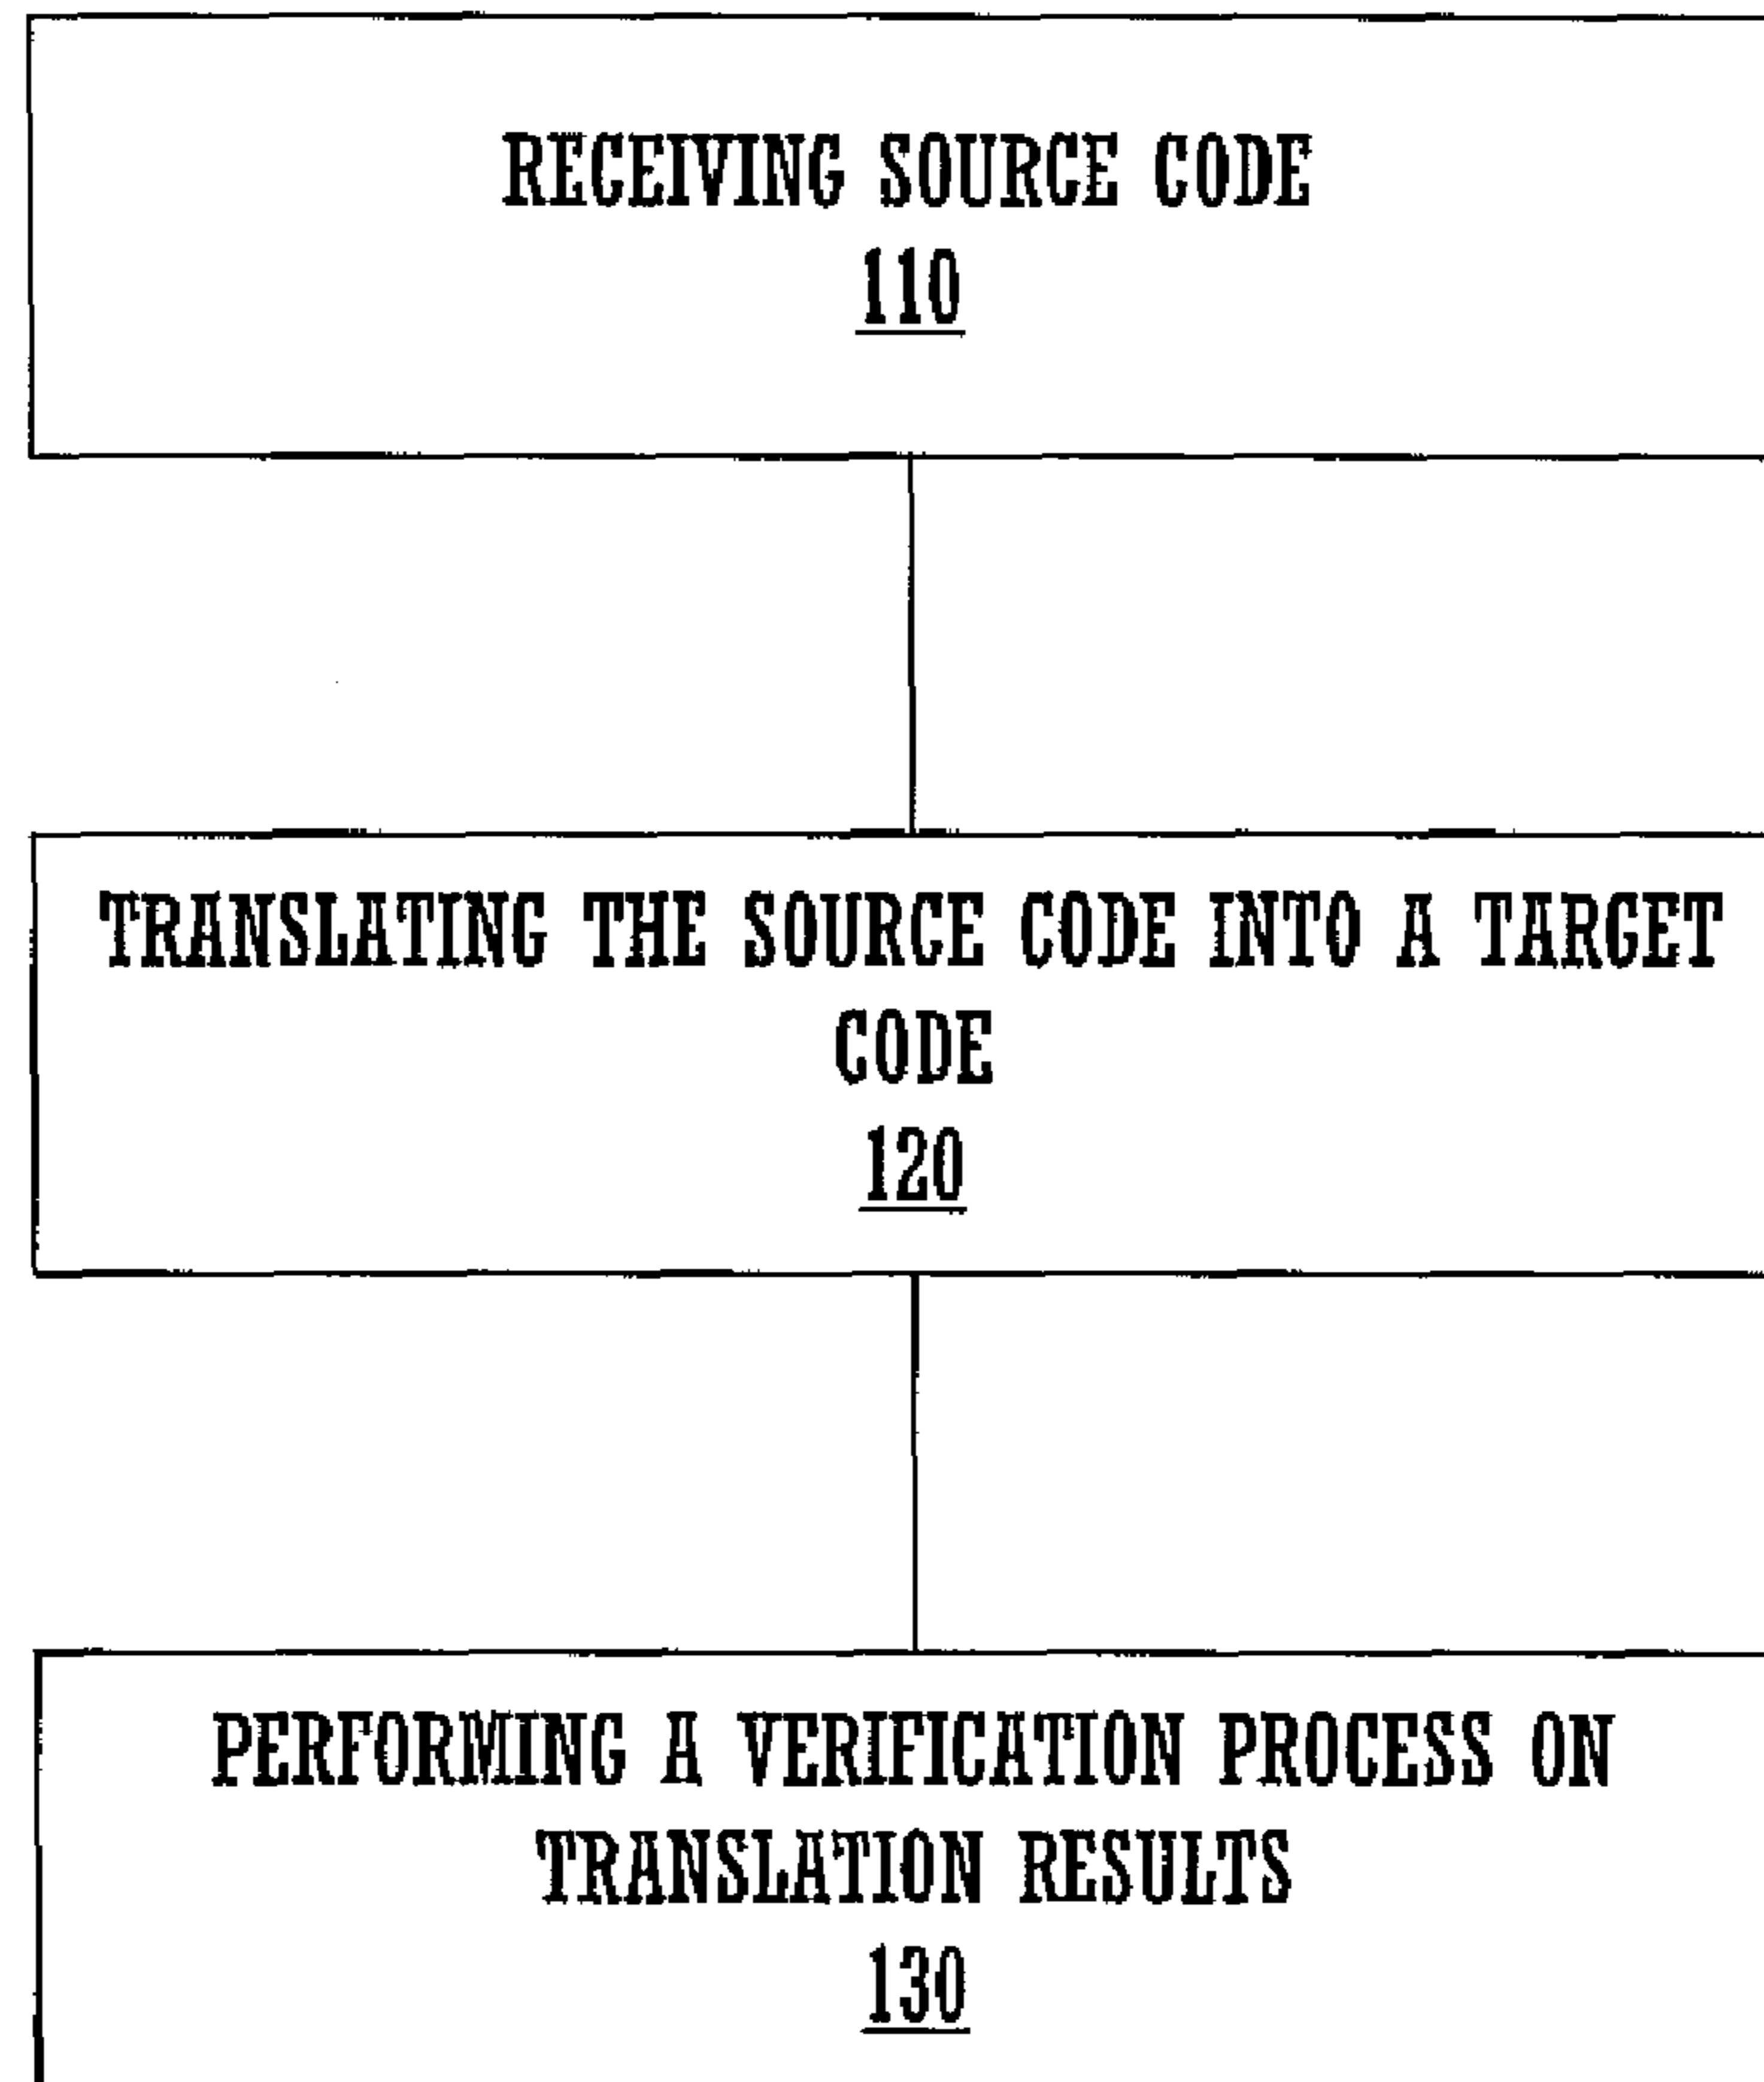 RECEIVING SOURCE CODE
110
TRANSLATING THE SOURCE CODE INTO A TARGET
CODE
120
PERFORMING A VERIFICATION PROCESS ON
TRANSLATION RESULTS
130